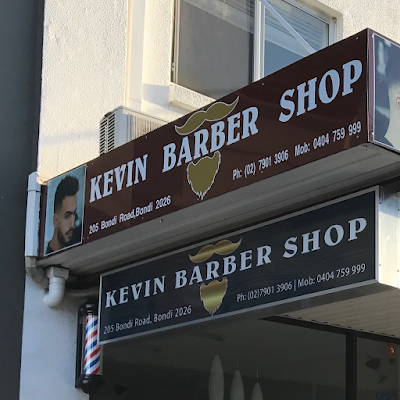 KEVIN BARBER SHOP
Ph: (02) 7901 3906 Mob: 0404 759 999
205 Bondi Road,Bondi 2026
KEVIN BARBER SHOP
Ph: (02)7901 3906 | Mob: 0404 759 999
205 Bondi Road, Bondi 2026